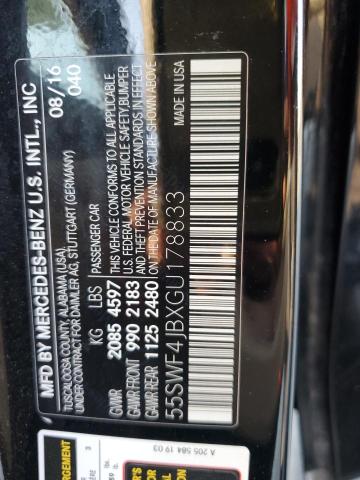 MFD BY MERCEDES-BENZ U.S. INTL., INC
TUSCALOOSA COUNTY, ALABAMA (USA)
UNDER CONTRACT FOR DAIMLER AG, STUTTGART (GERMANY)
08/16
040
PASSENGER CAR
KG LBS
GVWR 2085 4597
GAWR FRONT 990 2183
GAWR REAR 1125 2480
THIS VEHICLE CONFORMS TO ALL APPLICABLE
U.S. FEDERAL MOTOR VEHICLE SAFETY, BUMPER
AND THEFT PREVENTION STANDARDS IN EFFECT
ON THE DATE OF MANUFACTURE SHOWN ABOVE
MADE IN USA
55SWF4JBXGU178833
A 205 584 19 03